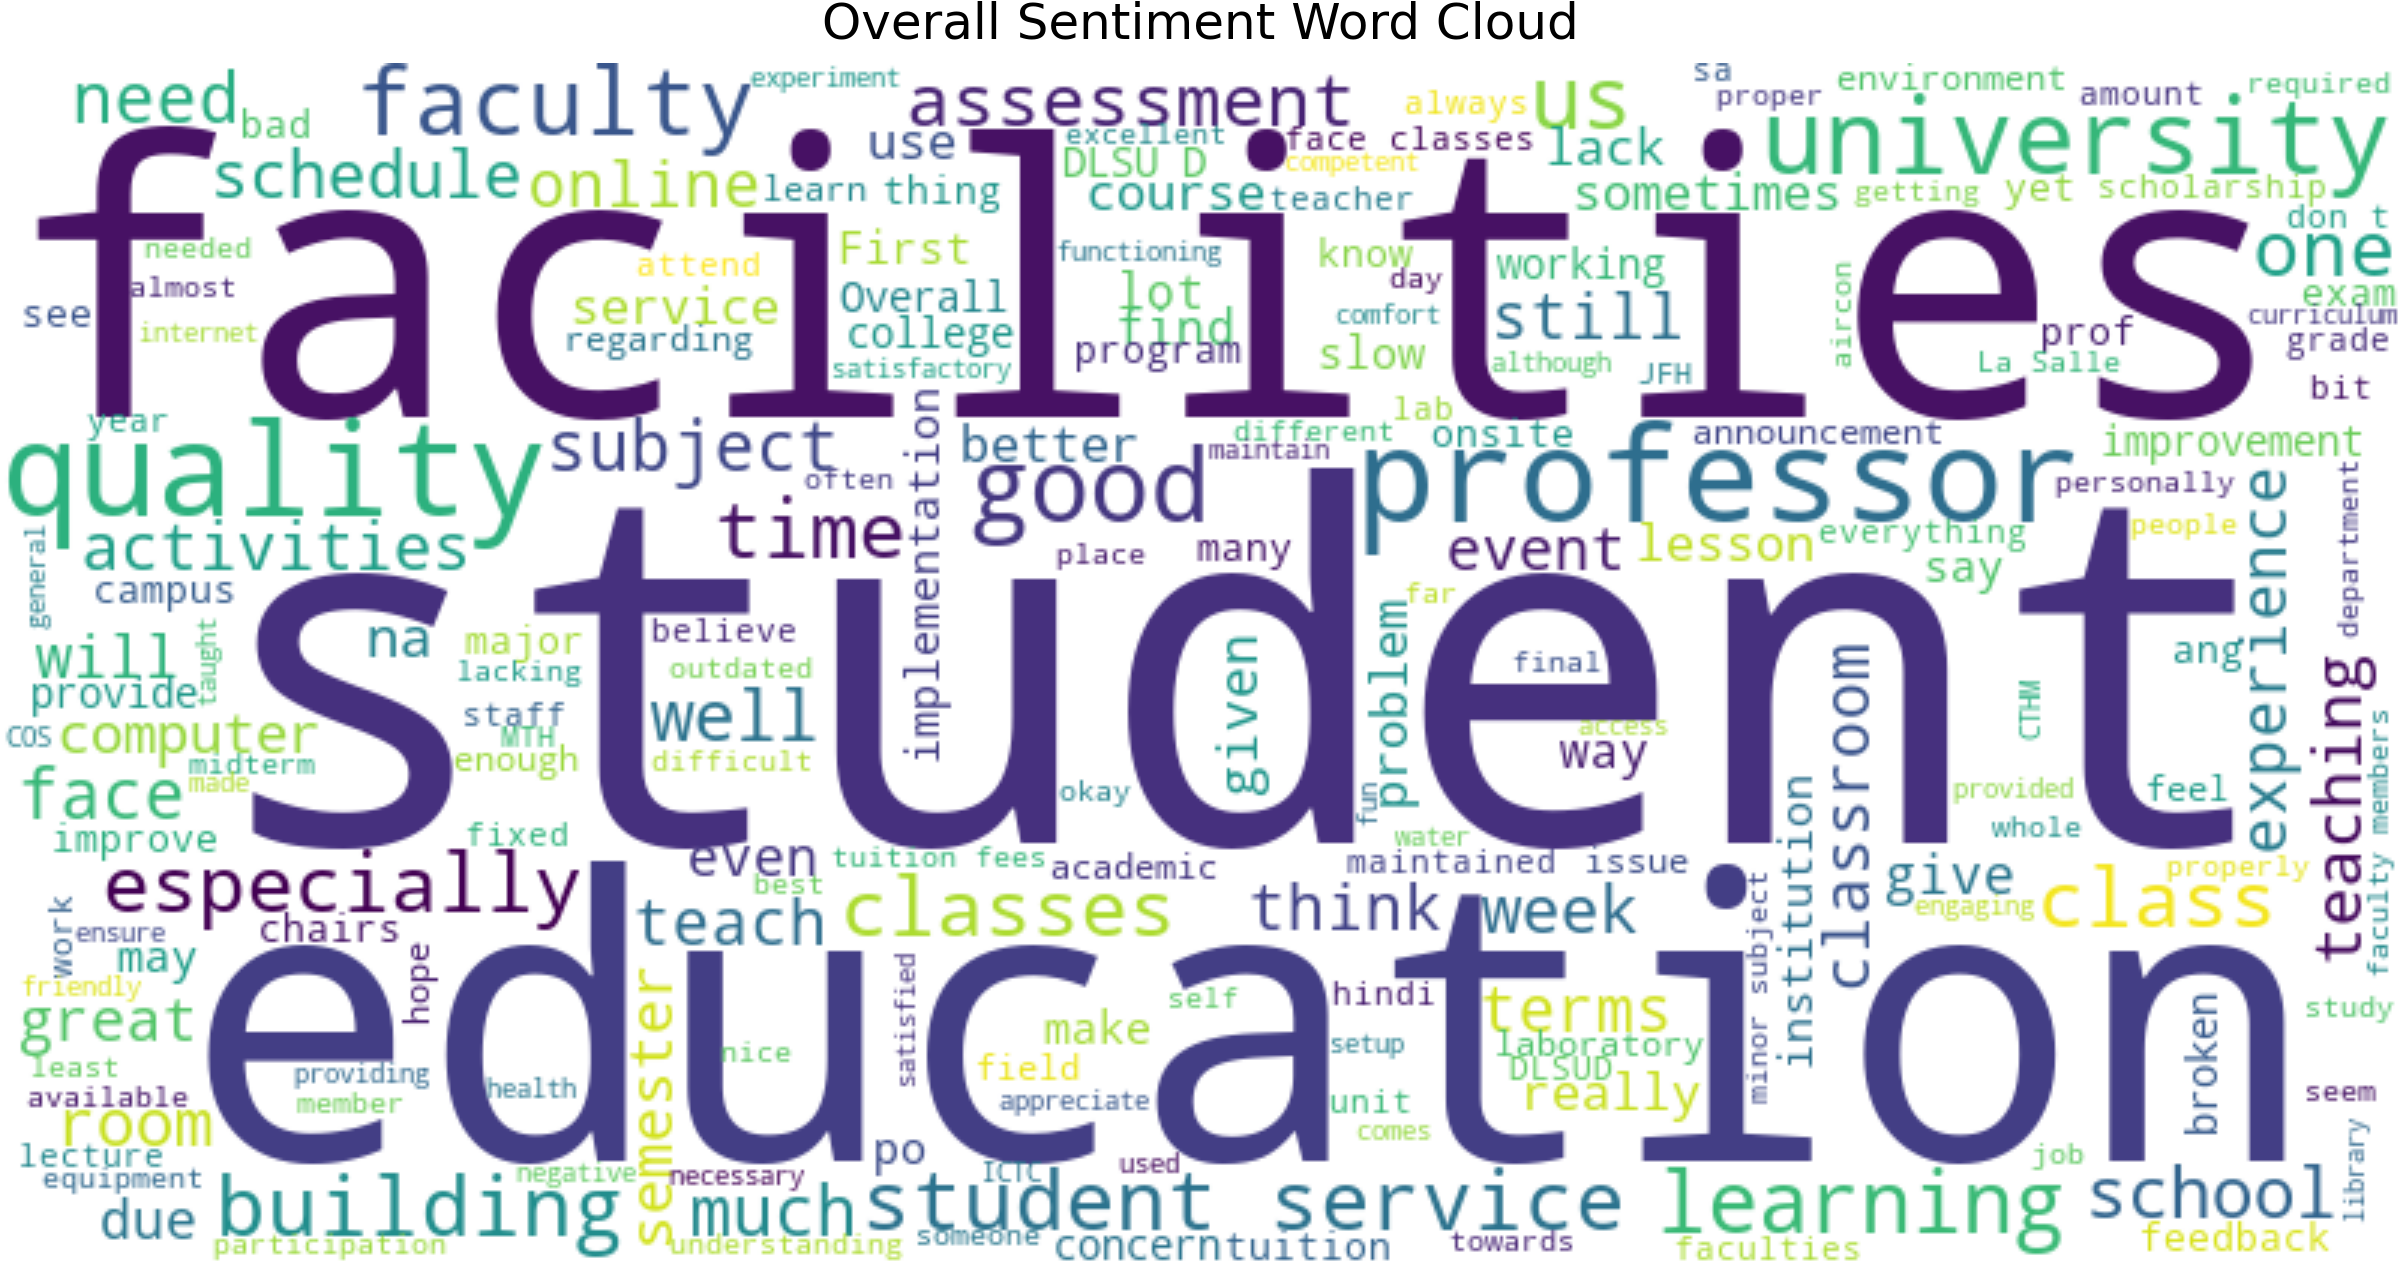 Overall Sentiment Word Cloud
need
bad
faculty
experiment
assessment
always
us
sa
proper
environment
amount
required
use
excellent
face classes
lack
university
DLSU D
competent
schedule
online
learn
thing
course
teacher
sometimes
getting
yet
scholarship
don t
one
facilities
needed
almost
see
internet
attend
service
regarding
First
Overall
college
satisfactory
functioning
lot
find
program
know
day
comfort
slow
working
still
although
JFH
aircon
prof
La Salle
exam
curriculum
grade
bit
year
quality
subject
often
implementation
better
good
different
maintain
lab
onsite
professor
announcement
improvement
personally
activities
time
place
many
event
lesson
everything
people
say
experience
department
general
campus
student
will
taught
provide
na
major
lacking
believe
outdated
staff
MTH
enough
well
difficult
given
problem
far
final
access
way
classroom
CTHM
ang
teaching
COS
computer
midterm
face
made
improve
fixed
okay
fun
water
provided
feel
whole
members
especially
even
tuition fees
best
academic
maintained
issue
institution
give
properly
class
engaging
faculty
work
ensure
chairs
may
hope
teach
classes
think
week
minor subject
friendly
great
education
semester
satisfied
self
hindi
terms
make
field
setup
laboratory
DLSUD
really
broken
study
least
available
room
providing
member
health
nice
appreciate
unit
comes
seem
lecture
equipment
due
building
negative
participation
necessary
much
po
ICTC
used
student service
understanding
someone
concern
tuition
towards
learning
faculties
job
school
library
feedback